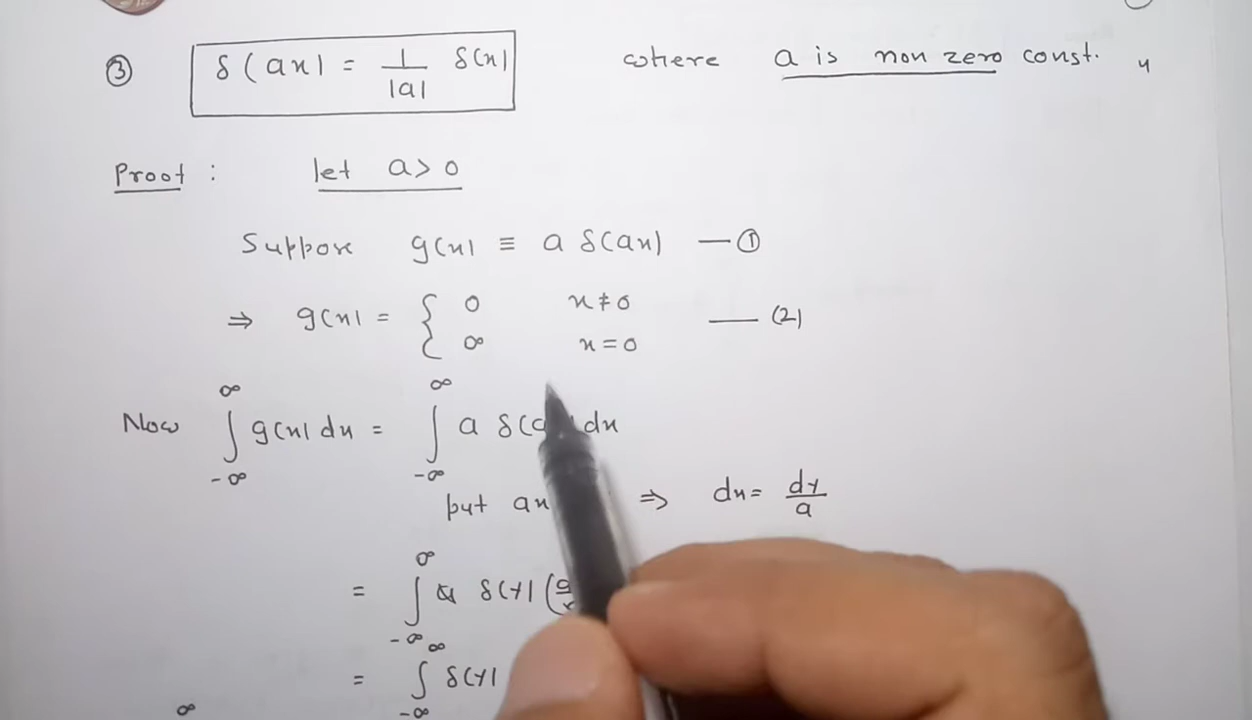 ③ δ(ax) = 1/|a| δ(x) where a is non zero const.
Proof : let a > 0
Suppose g(x) ≡ a δ(ax) — ①
⇒ g(x) = { 0 x ≠ 0
∞ x = 0 — (2)
Now ∫_{-∞}^{∞} g(x) dx = ∫_{-∞}^{∞} a δ( dx
put ax ⇒ dx = dy/a
= ∫_{-∞}^{∞} a δ(y) (
= ∫_{-∞}^{∞} δ(y)
∞